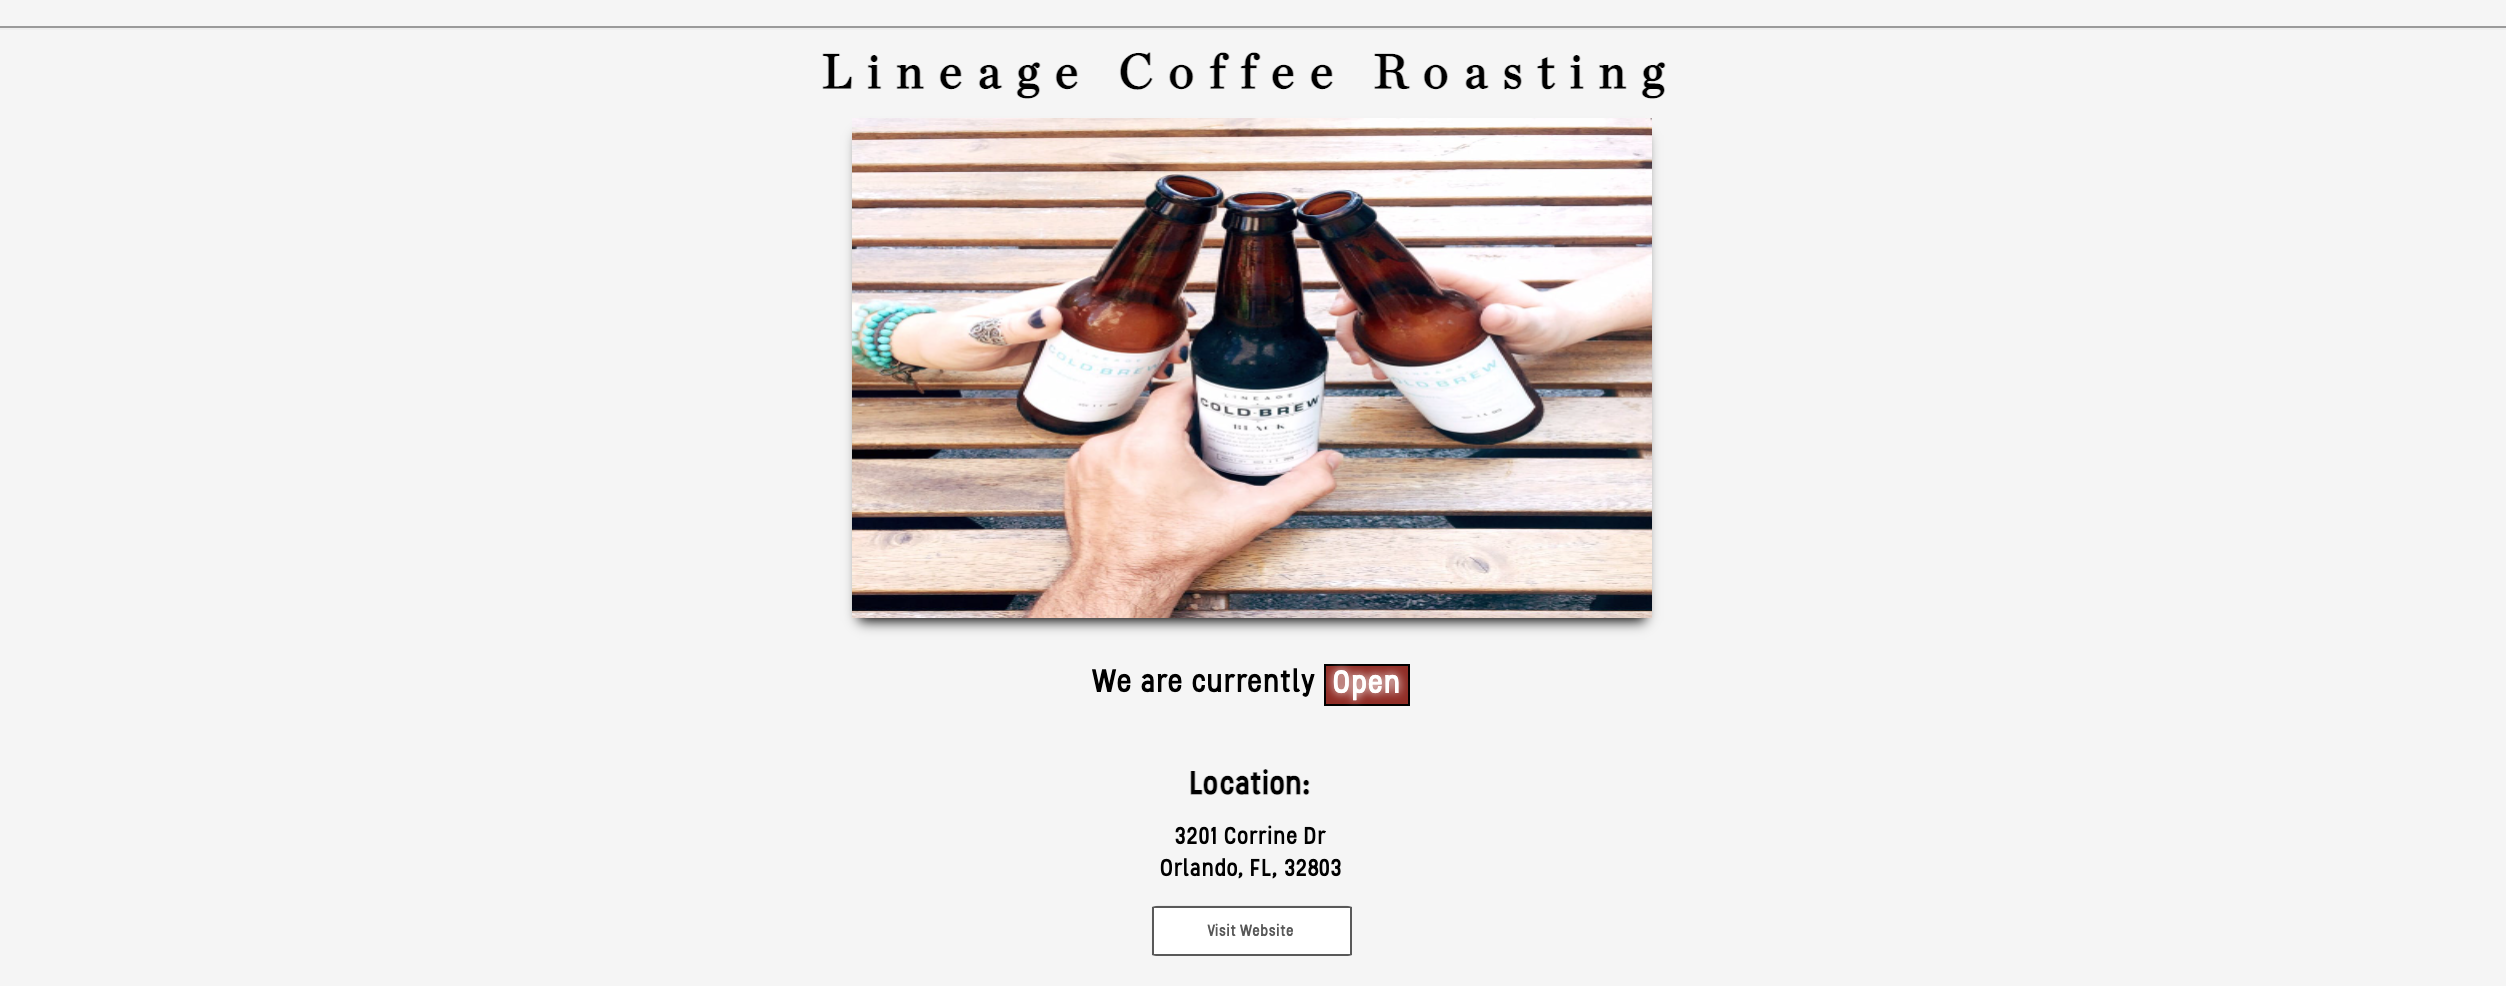 Lineage Coffee Roasting
COLD BREW
LINEAGE
COLD BREW
BLACK
COLD BREW
We are currently Open
Location:
3201 Corrine Dr
Orlando, FL, 32803
Visit Website